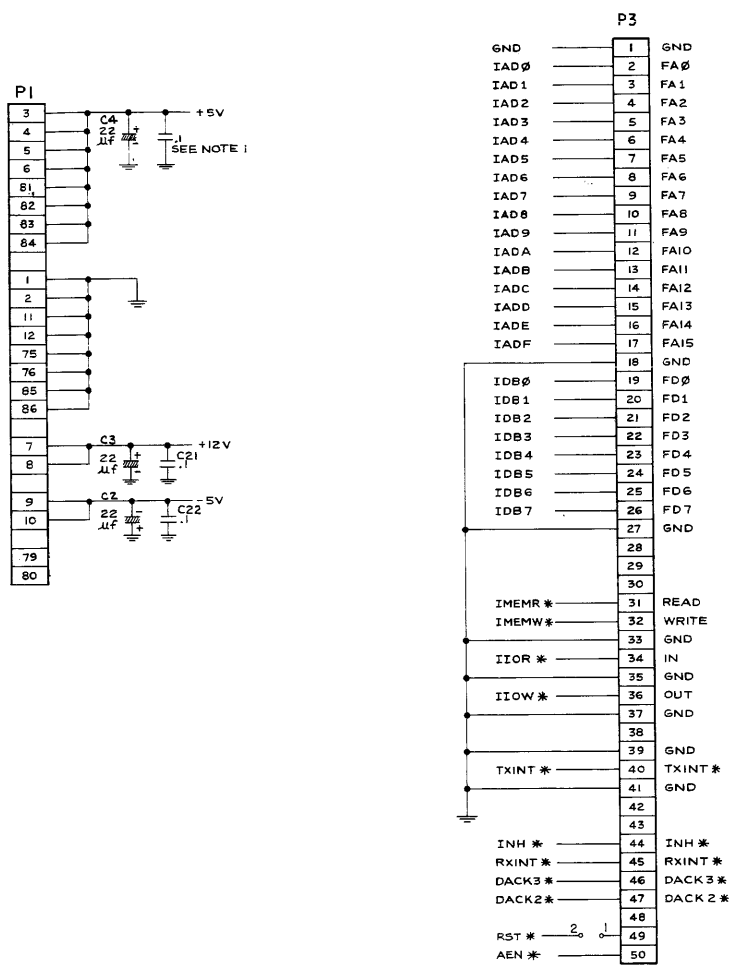 P1
3 +5V
4 C4 22 µf + -
5 .1 SEE NOTE 1
6
81
82
83
84
1
2
11
12
75
76
85
86
7 C3 +12V
8 22 µf + - C21 .1
9 C2 -5V
10 22 µf - + C22 .1
79
80
P3
GND 1 GND
IADØ 2 FAØ
IAD1 3 FA1
IAD2 4 FA2
IAD3 5 FA3
IAD4 6 FA4
IAD5 7 FA5
IAD6 8 FA6
IAD7 9 FA7
IAD8 10 FA8
IAD9 11 FA9
IADA 12 FA10
IADB 13 FA11
IADC 14 FA12
IADD 15 FA13
IADE 16 FA14
IADF 17 FA15
18 GND
IDBØ 19 FDØ
IDB1 20 FD1
IDB2 21 FD2
IDB3 22 FD3
IDB4 23 FD4
IDB5 24 FD5
IDB6 25 FD6
IDB7 26 FD7
27 GND
28
29
30
IMEMR* 31 READ
IMEMW* 32 WRITE
33 GND
IIOR* 34 IN
35 GND
IIOW* 36 OUT
37 GND
38
39 GND
TXINT* 40 TXINT*
41 GND
42
43
INH* 44 INH*
RXINT* 45 RXINT*
DACK3* 46 DACK3*
DACK2* 47 DACK2*
48
RST* 2 1 49
AEN* 50